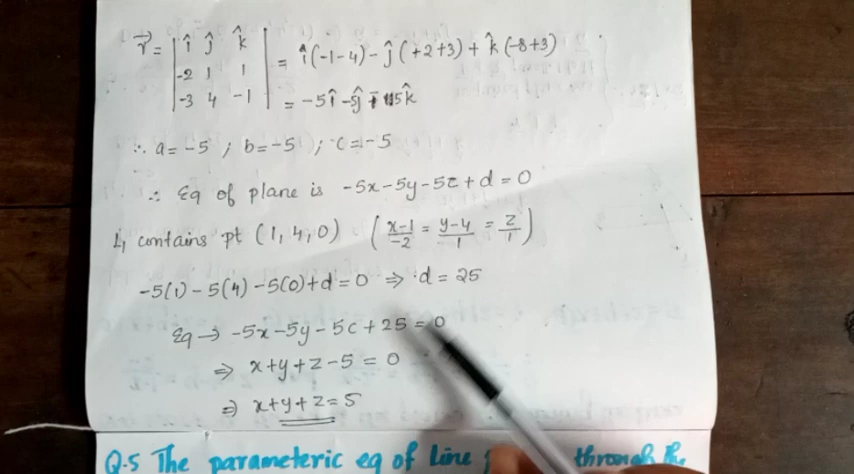 r⃗ = | î ĵ k̂ | = î(-1-4) - ĵ(+2+3) + k̂(-8+3)
-2 1 1
-3 4 -1 = -5î -5ĵ - 5k̂
∴ a = -5 ; b = -5 ; c = -5
∴ Eq of plane is -5x-5y-5z+d=0
L₁ contains pt (1,4,0) (x-1/-2 = y-4/1 = z/1)
-5(1)-5(4)-5(0)+d=0 ⇒ d=25
Eq → -5x-5y-5c+25=0
⇒ x+y+z-5=0
⇒ x+y+z=5
Q.5 The parameteric eq of Line through the